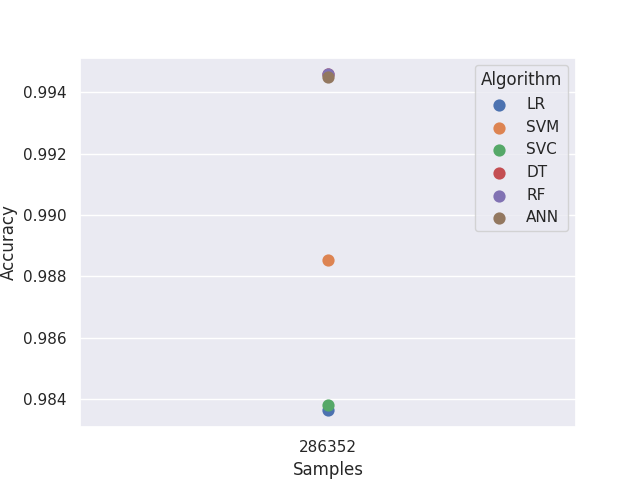 Algorithm
LR
SVM
SVC
DT
RF
ANN
0.994
0.992
0.990
0.988
0.986
0.984
Accuracy
286352
Samples